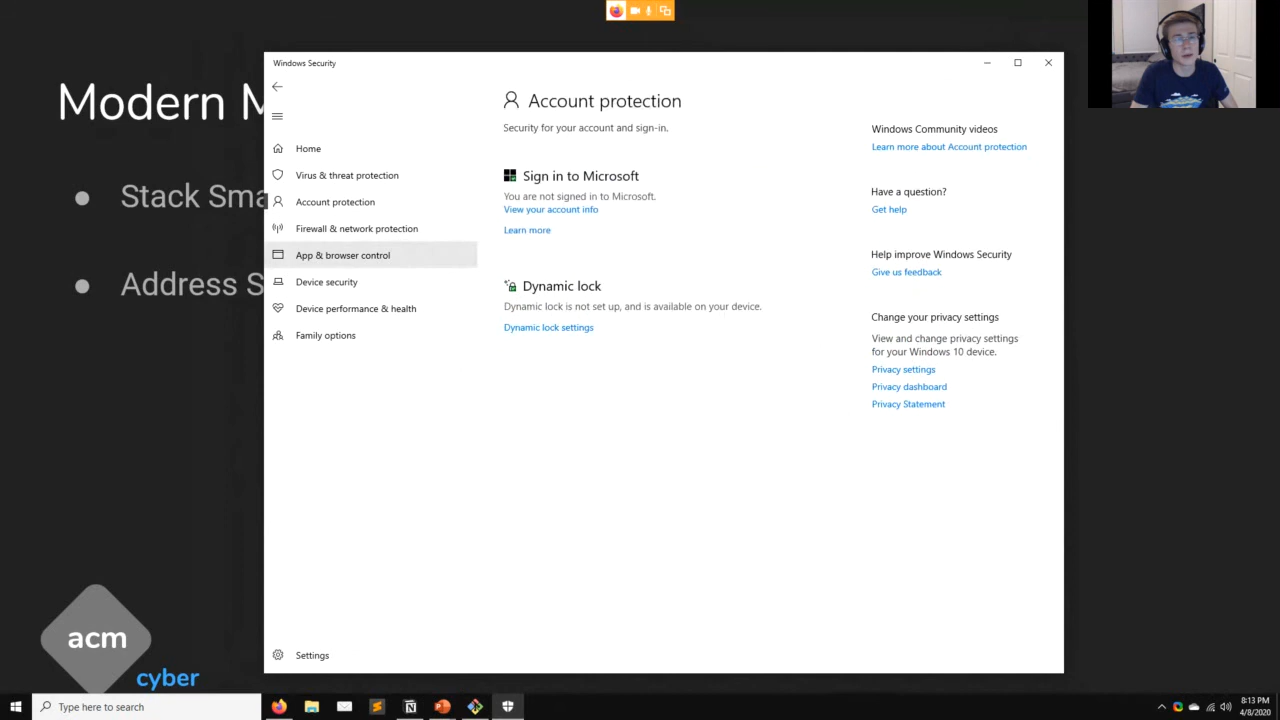 Modern M
Stack Sma
Address S
acm
cyber
Windows Security
Home
Virus & threat protection
Account protection
Firewall & network protection
App & browser control
Device security
Device performance & health
Family options
Settings
Account protection
Security for your account and sign-in.
Sign in to Microsoft
You are not signed in to Microsoft.
View your account info
Learn more
Dynamic lock
Dynamic lock is not set up, and is available on your device.
Dynamic lock settings
Windows Community videos
Learn more about Account protection
Have a question?
Get help
Help improve Windows Security
Give us feedback
Change your privacy settings
View and change privacy settings
for your Windows 10 device.
Privacy settings
Privacy dashboard
Privacy Statement
Type here to search
8:13 PM
4/8/2020